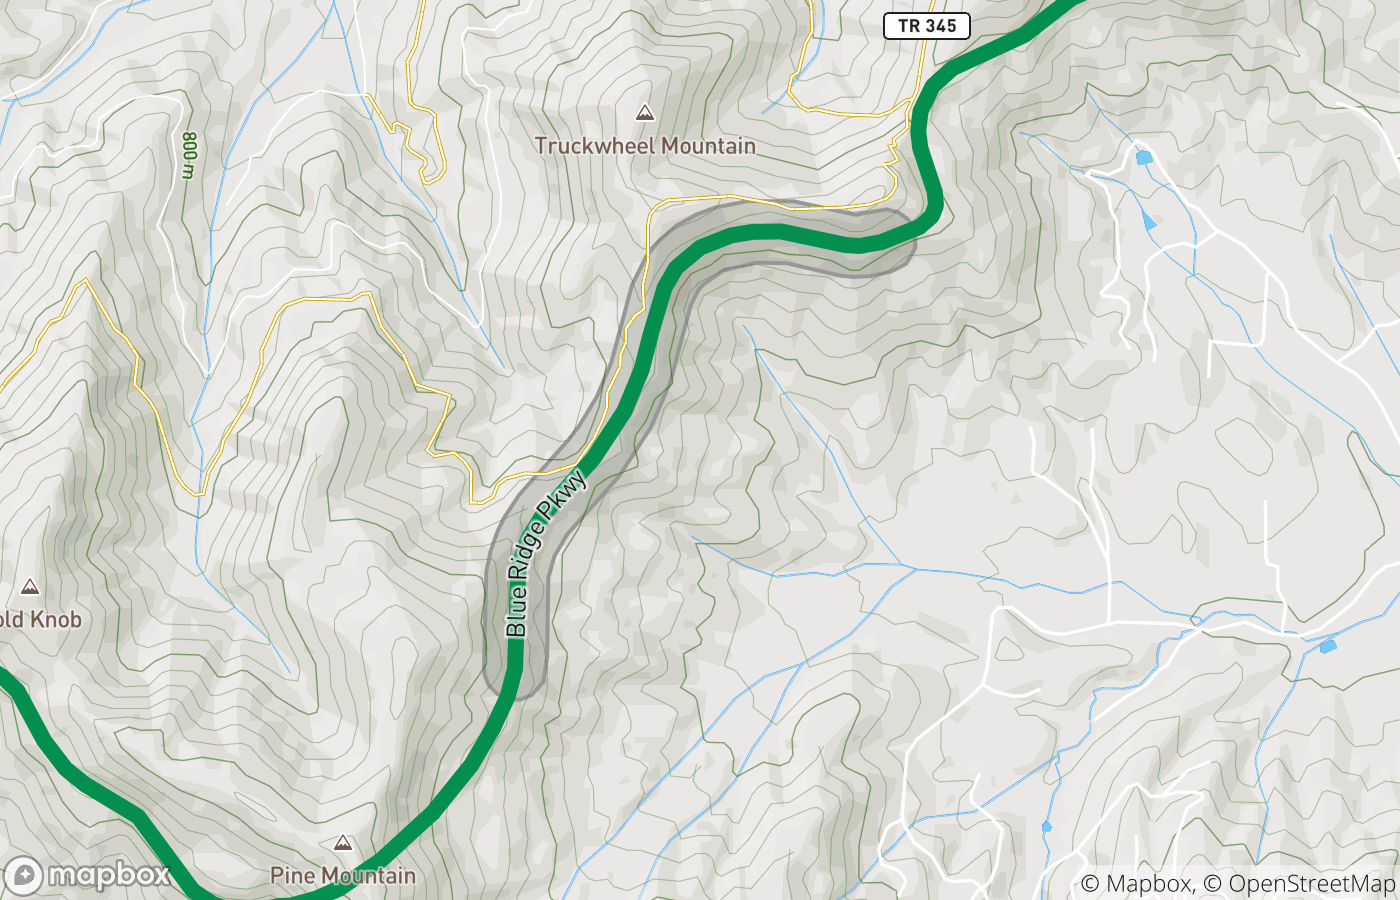 TR 345
Truckwheel Mountain
800 m
Blue Ridge Pkwy
old Knob
Pine Mountain
mapbox
© Mapbox, © OpenStreetMap